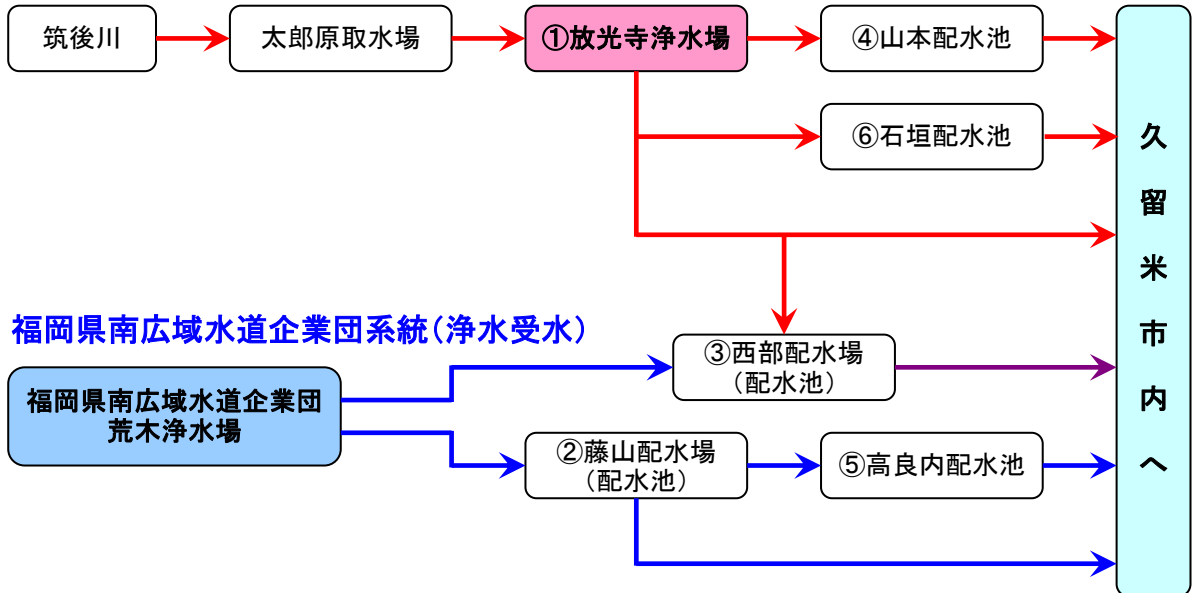 筑後川
太郎原取水場
①放光寺浄水場
④山本配水池
⑥石垣配水池
久留米市内へ
福岡県南広域水道企業団系統(浄水受水)
③西部配水場
(配水池)
福岡県南広域水道企業団
荒木浄水場
②藤山配水場
(配水池)
⑤高良内配水池